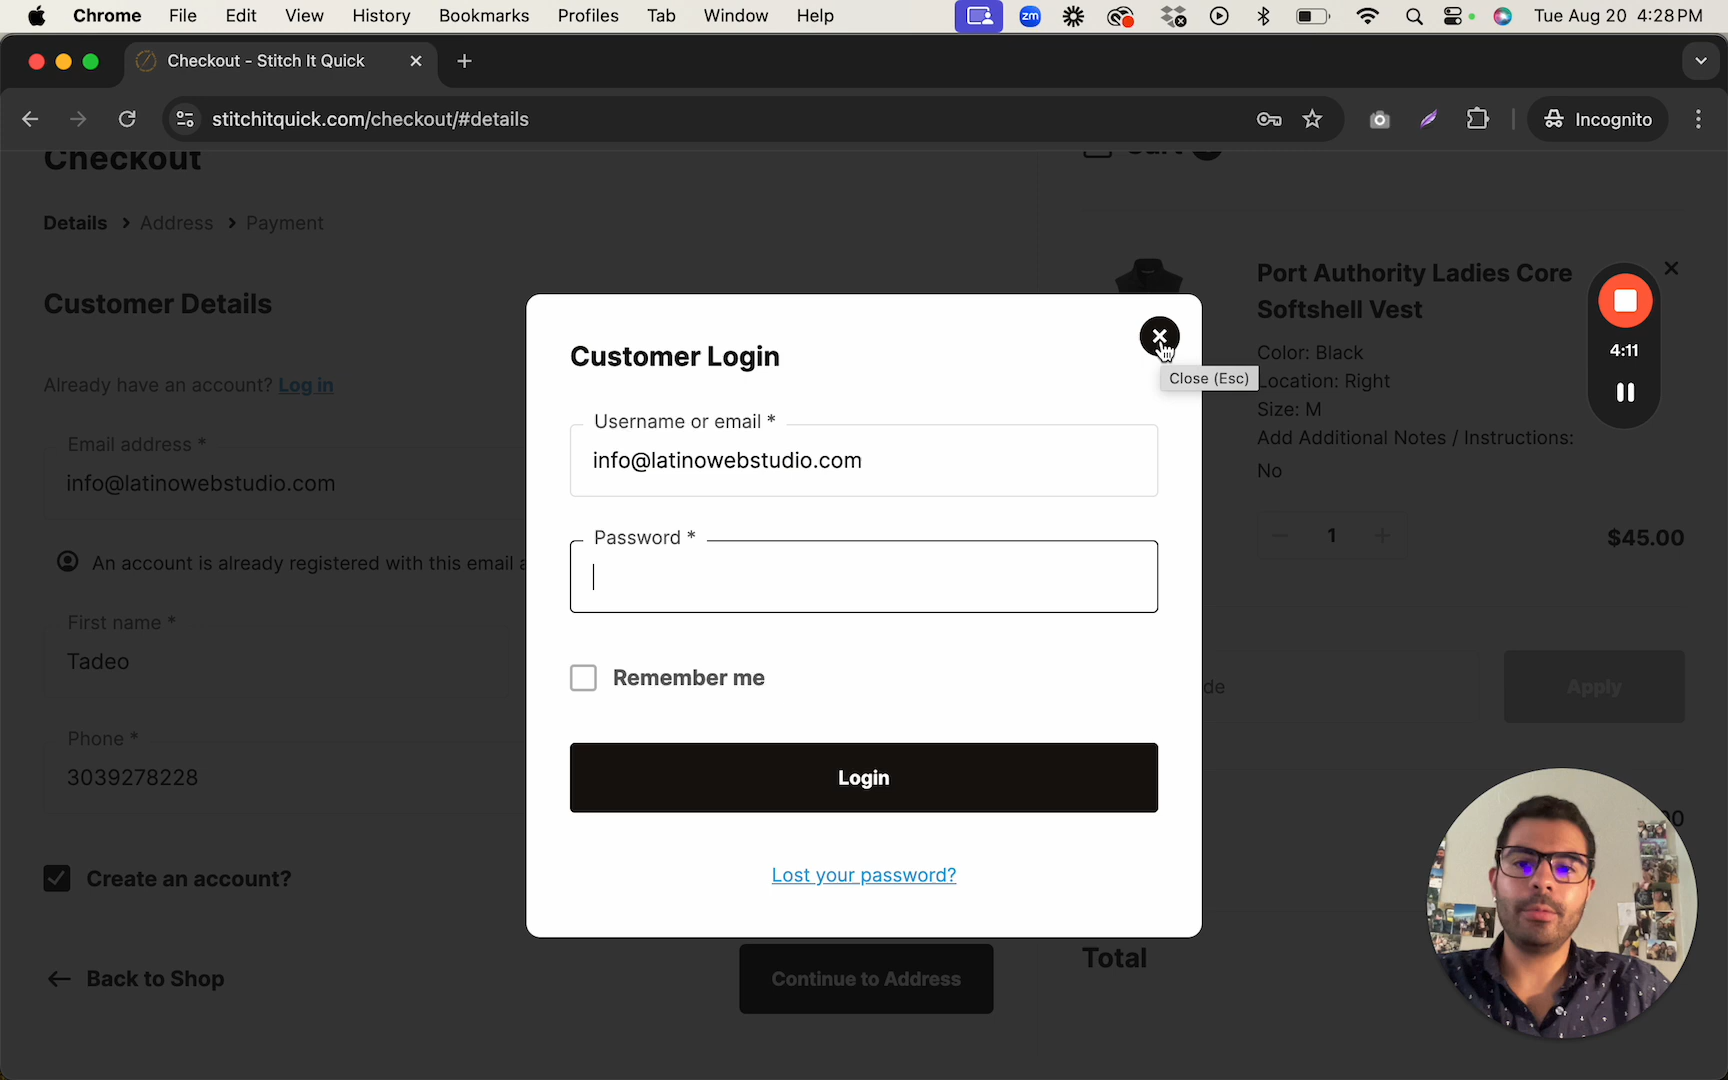 Chrome File Edit View History Bookmarks Profiles Tab Window Help zm Tue Aug 20 4:28 PM
Checkout - Stitch It Quick
stitchitquick.com/checkout/#details
Incognito
Checkout
Cart
Details > Address > Payment
Customer Details
Already have an account? Log in
Email address *
info@latinowebstudio.com
An account is already registered with this email
First name *
Tadeo
Phone *
3039278228
Create an account?
Back to Shop
Continue to Address
Customer Login
Close (Esc)
Username or email *
info@latinowebstudio.com
Password *
Remember me
Login
Lost your password?
Port Authority Ladies Core
Softshell Vest
Color: Black
Location: Right
Size: M
Add Additional Notes / Instructions:
No
1
$45.00
4:11
Apply
Total